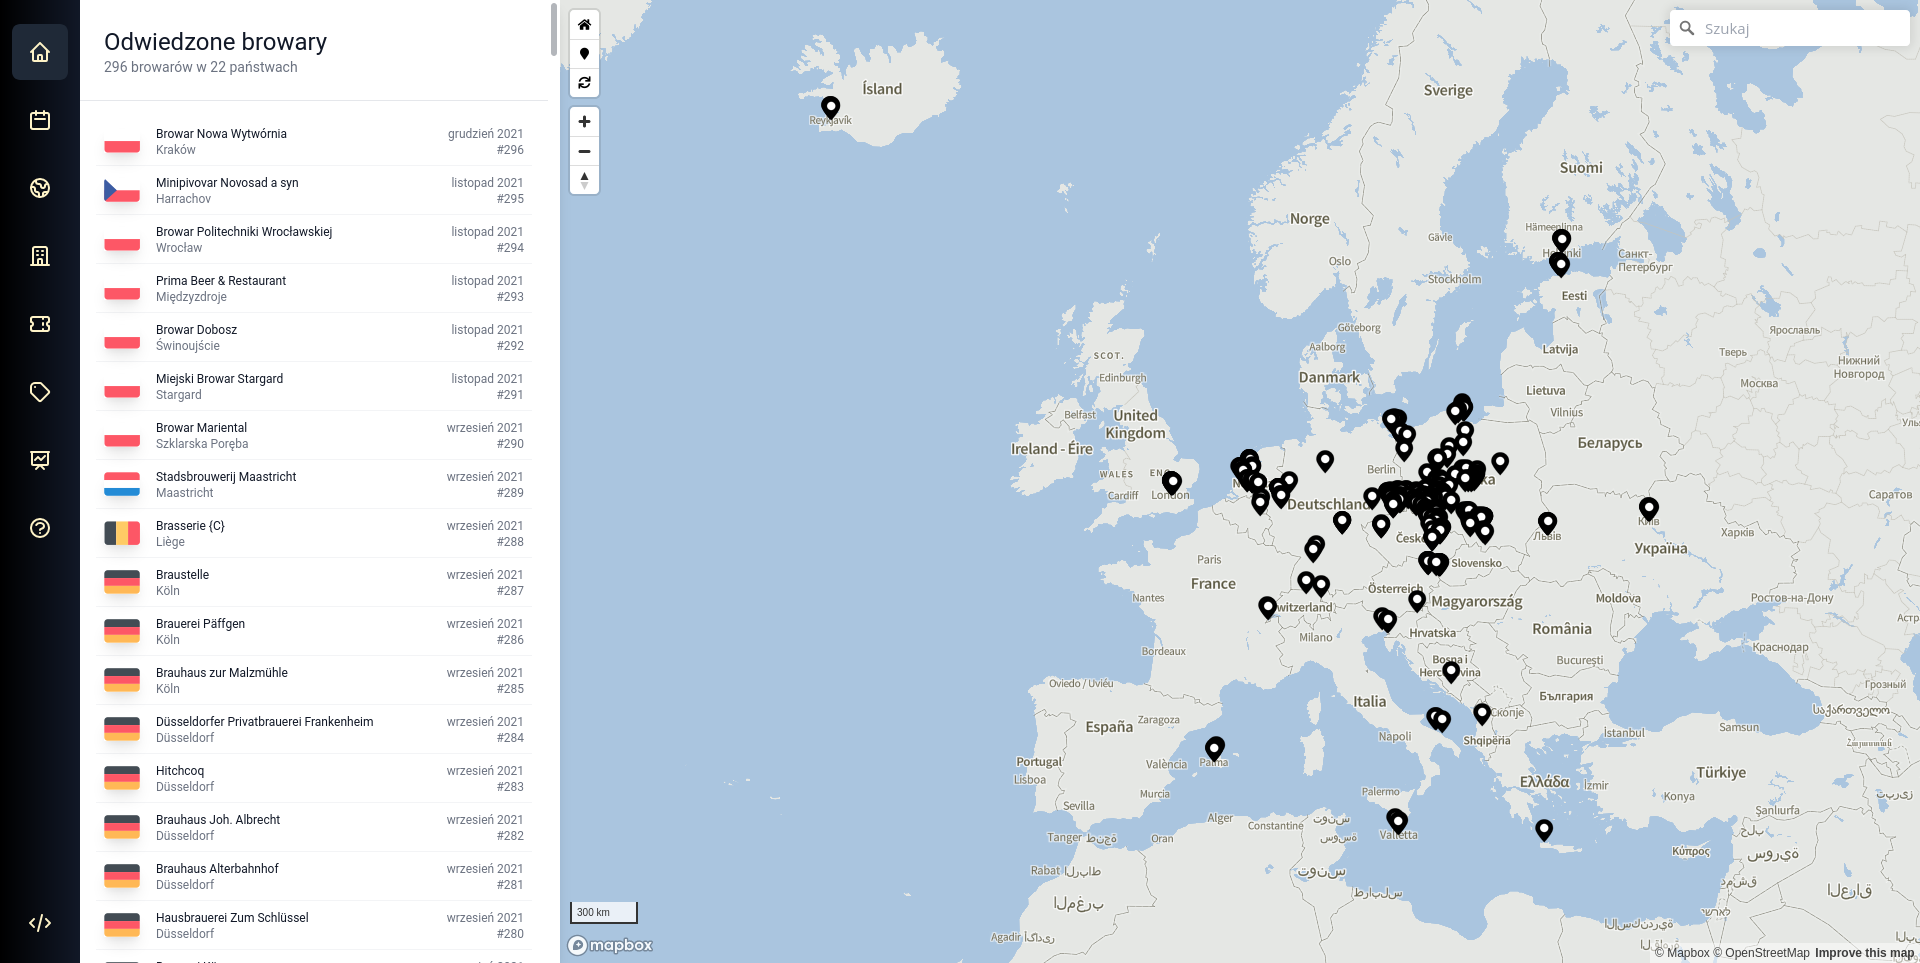 Odwiedzone browary
296 browarów w 22 państwach
Browar Nowa Wytwórnia
grudzień 2021
Kraków
#296
Minipivovar Novosad a syn
listopad 2021
Harrachov
#295
Browar Politechniki Wrocławskiej
listopad 2021
Wrocław
#294
Prima Beer & Restaurant
listopad 2021
Międzyzdroje
#293
Browar Dobosz
listopad 2021
Świnoujście
#292
Miejski Browar Stargard
listopad 2021
Stargard
#291
Browar Mariental
wrzesień 2021
Szklarska Poręba
#290
Stadsbrouwerij Maastricht
wrzesień 2021
Maastricht
#289
Brasserie {C}
wrzesień 2021
Liège
#288
Braustelle
wrzesień 2021
Köln
#287
Brauerei Päffgen
wrzesień 2021
Köln
#286
Brauhaus zur Malzmühle
wrzesień 2021
Köln
#285
Düsseldorfer Privatbrauerei Frankenheim
wrzesień 2021
Düsseldorf
#284
Hitchcoq
wrzesień 2021
Düsseldorf
#283
Brauhaus Joh. Albrecht
wrzesień 2021
Düsseldorf
#282
Brauhaus Alterbahnhof
wrzesień 2021
Düsseldorf
#281
Hausbrauerei Zum Schlüssel
wrzesień 2021
Düsseldorf
#280
Szukaj
Ísland
Reykjavík
Sverige
Suomi
Norge
Hämeenlinna
Gävle
Oslo
Санкт-
Петербург
Stockholm
Eesti
Göteborg
Ярославль
Aalborg
Latvija
Тверь
Нижний
Новгород
SCOT.
Edinburgh
Danmark
Москва
Lietuva
Belfast
United
Kingdom
Vilnius
Беларусь
Ireland - Éire
WALES
Berlin
Cardiff
London
Саратов
Deutschland
Київ
Львів
Харків
Україна
Paris
Slovensko
France
Österreich
Nantes
Switzerland
Magyarország
Moldova
Ростов-на-Дону
Milano
Hrvatska
România
Bordeaux
Краснодар
București
Oviedo / Uviéu
Грозный
България
Italia
Zaragoza
España
Скопје
საქართველო
Samsun
İstanbul
Napoli
Shqipëria
Portugal
València
Palma
Lisboa
Türkiye
Ελλάδα
İzmir
Murcia
Palermo
Konya
Sevilla
Şanlıurfa
Alger
Constantine
Valletta
Tanger
Oran
Κύπρος
Rabat
Agadir
300 km
mapbox
© Mapbox © OpenStreetMap Improve this map